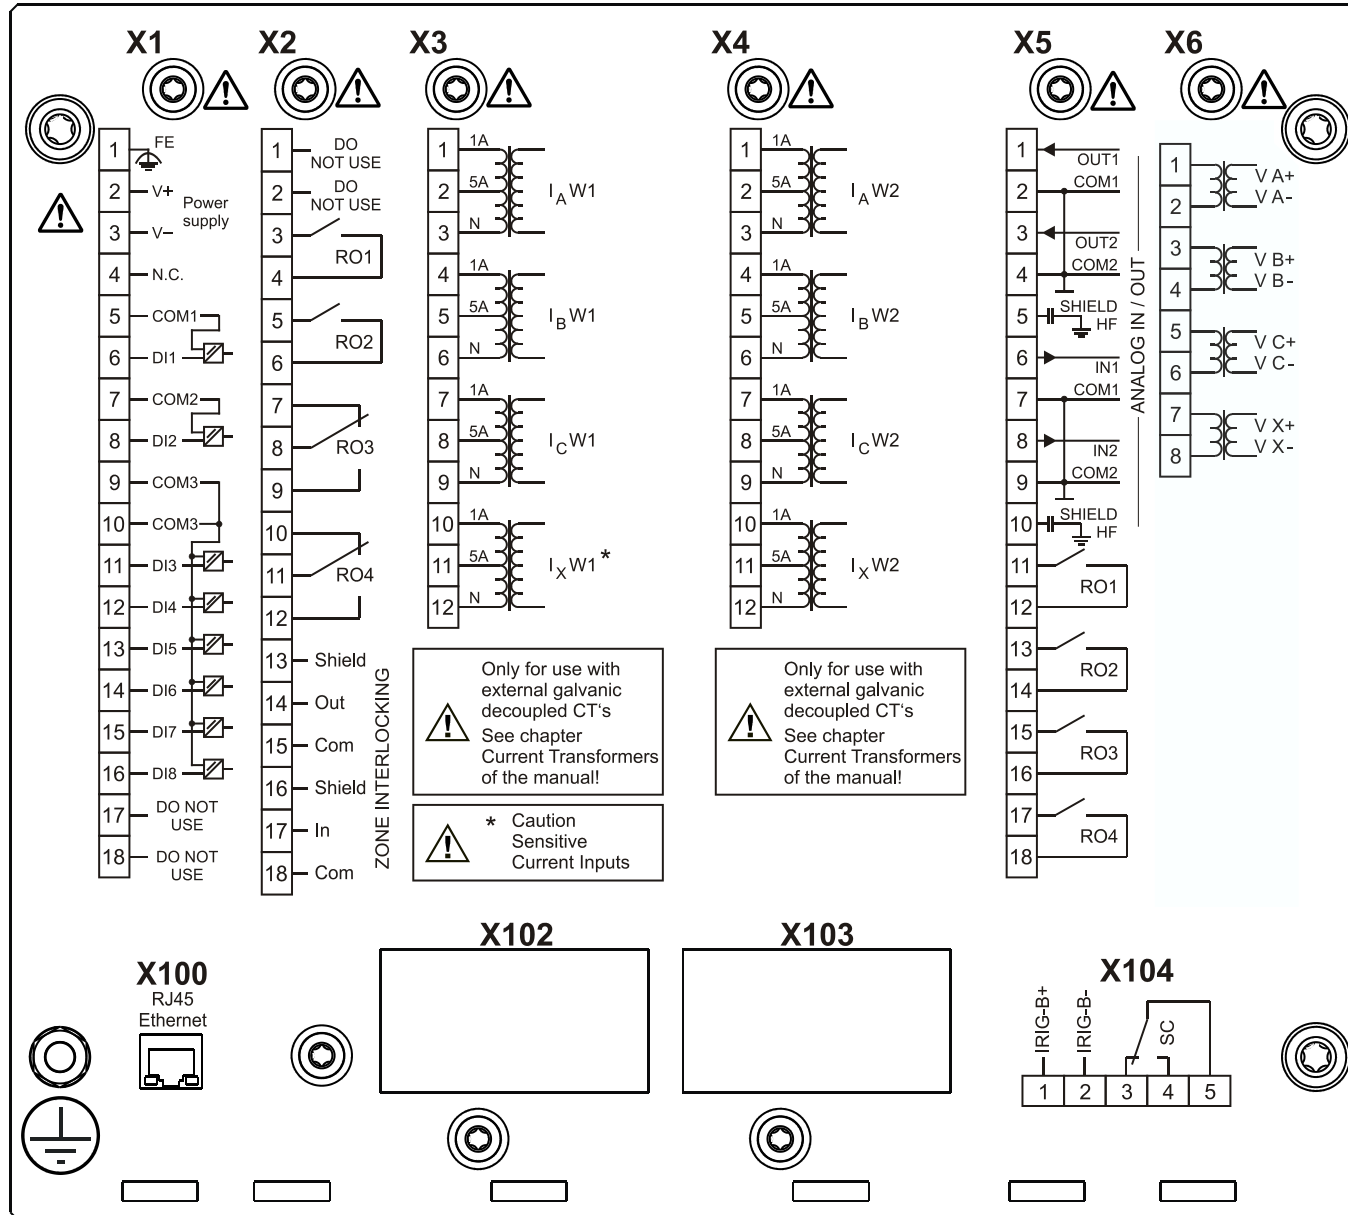 X1
1
FE
2
V+
Power
supply
3
V–
4
N.C.
5
COM1
6
DI1
7
COM2
8
DI2
9
COM3
10
COM3
11
DI3
12
DI4
13
DI5
14
DI6
15
DI7
16
DI8
17
DO NOT
USE
18
DO NOT
USE
X2
1
DO
NOT USE
2
DO
NOT USE
3
RO1
4
5
RO2
6
7
8
RO3
9
10
11
RO4
12
13
Shield
14
Out
15
Com
16
Shield
17
In
18
Com
ZONE INTERLOCKING
X3
1
1A
2
5A
IAW1
3
N
4
1A
5
5A
IBW1
6
N
7
1A
8
5A
ICW1
9
N
10
1A
11
5A
IXW1*
12
N
Only for use with
external galvanic
decoupled CT‘s
See chapter
Current Transformers
of the manual!
* Caution
Sensitive
Current Inputs
X4
1
1A
2
5A
IAW2
3
N
4
1A
5
5A
IBW2
6
N
7
1A
8
5A
ICW2
9
N
10
1A
11
5A
IXW2
12
N
Only for use with
external galvanic
decoupled CT‘s
See chapter
Current Transformers
of the manual!
X5
1
OUT1
2
COM1
3
OUT2
4
COM2
5
SHIELD
HF
6
IN1
7
COM1
8
IN2
9
COM2
10
SHIELD
HF
ANALOG IN / OUT
11
RO1
12
13
RO2
14
15
RO3
16
17
RO4
18
X6
1
V A+
2
V A-
3
V B+
4
V B-
5
V C+
6
V C-
7
V X+
8
V X-
X100
RJ45
Ethernet
X102
X103
X104
IRIG-B+
IRIG-B-
SC
1 2 3 4 5